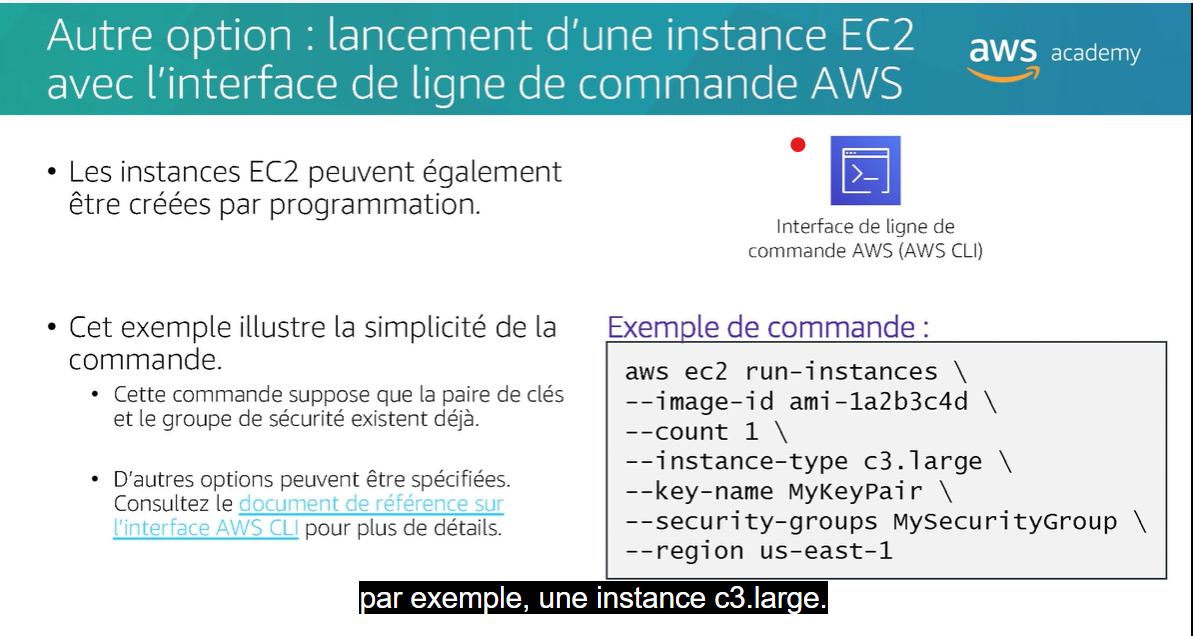 Autre option : lancement d’une instance EC2
avec l’interface de ligne de commande AWS
aws academy
• Les instances EC2 peuvent également
être créées par programmation.
Interface de ligne de
commande AWS (AWS CLI)
• Cet exemple illustre la simplicité de la
commande.
• Cette commande suppose que la paire de clés
et le groupe de sécurité existent déjà.
• D’autres options peuvent être spécifiées.
Consultez le document de référence sur
l’interface AWS CLI pour plus de détails.
Exemple de commande :
aws ec2 run-instances \
--image-id ami-1a2b3c4d \
--count 1 \
--instance-type c3.large \
--key-name MyKeyPair \
--security-groups MySecurityGroup \
--region us-east-1
par exemple, une instance c3.large.